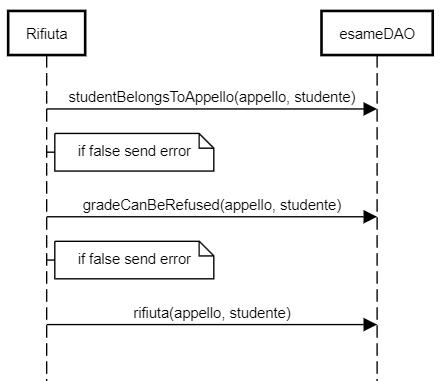 Rifiuta
esameDAO
studentBelongsToAppello(appello, studente)
if false send error
gradeCanBeRefused(appello, studente)
if false send error
rifiuta(appello, studente)